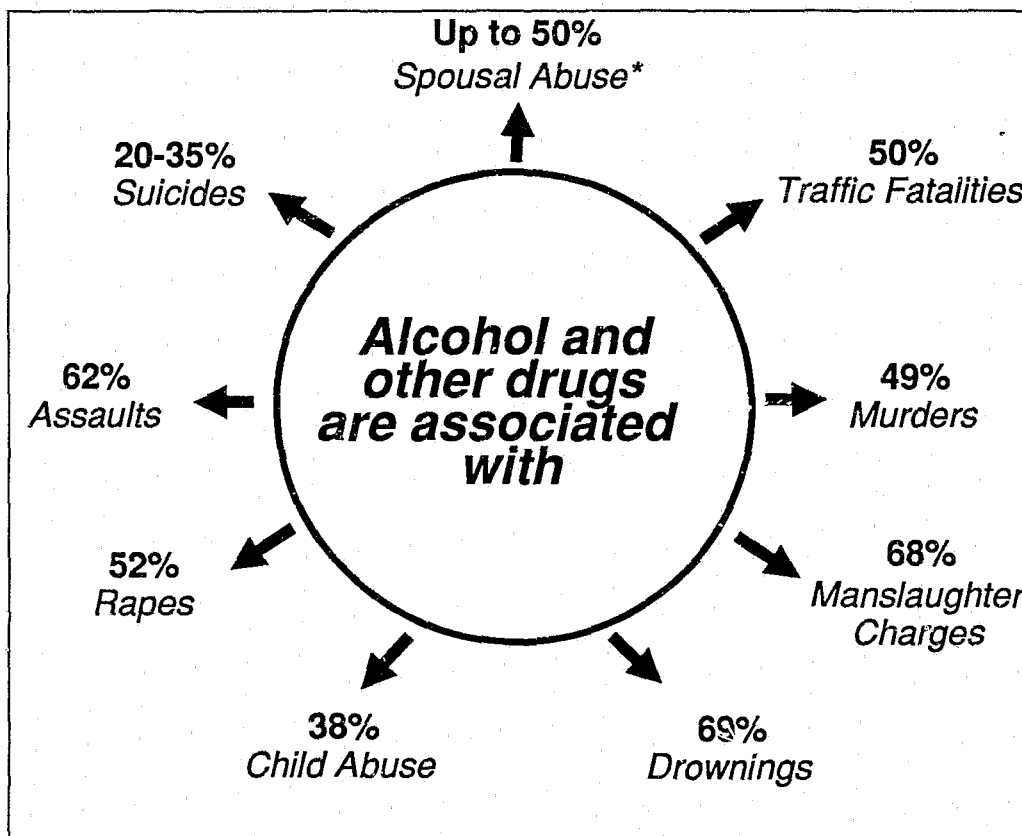 Up to 50%
Spousal Abuse*
50%
Traffic Fatalities
49%
Murders
68%
Manslaughter
Charges
69%
Drownings
38%
Child Abuse
52%
Rapes
62%
Assaults
20-35%
Suicides
Alcohol and
other drugs
are associated
with